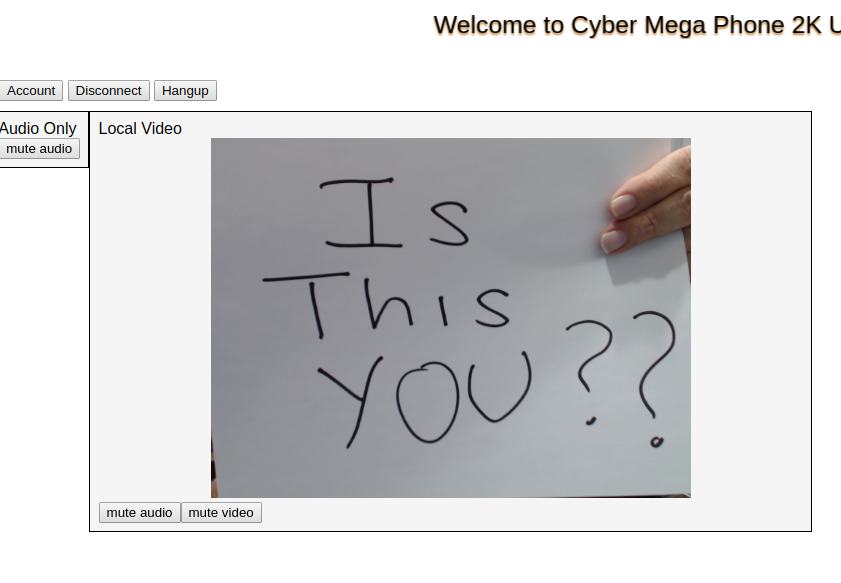 Welcome to Cyber Mega Phone 2K U
Account Disconnect Hangup
Audio Only
mute audio
Local Video
Is
This
YOU??
mute audio mute video